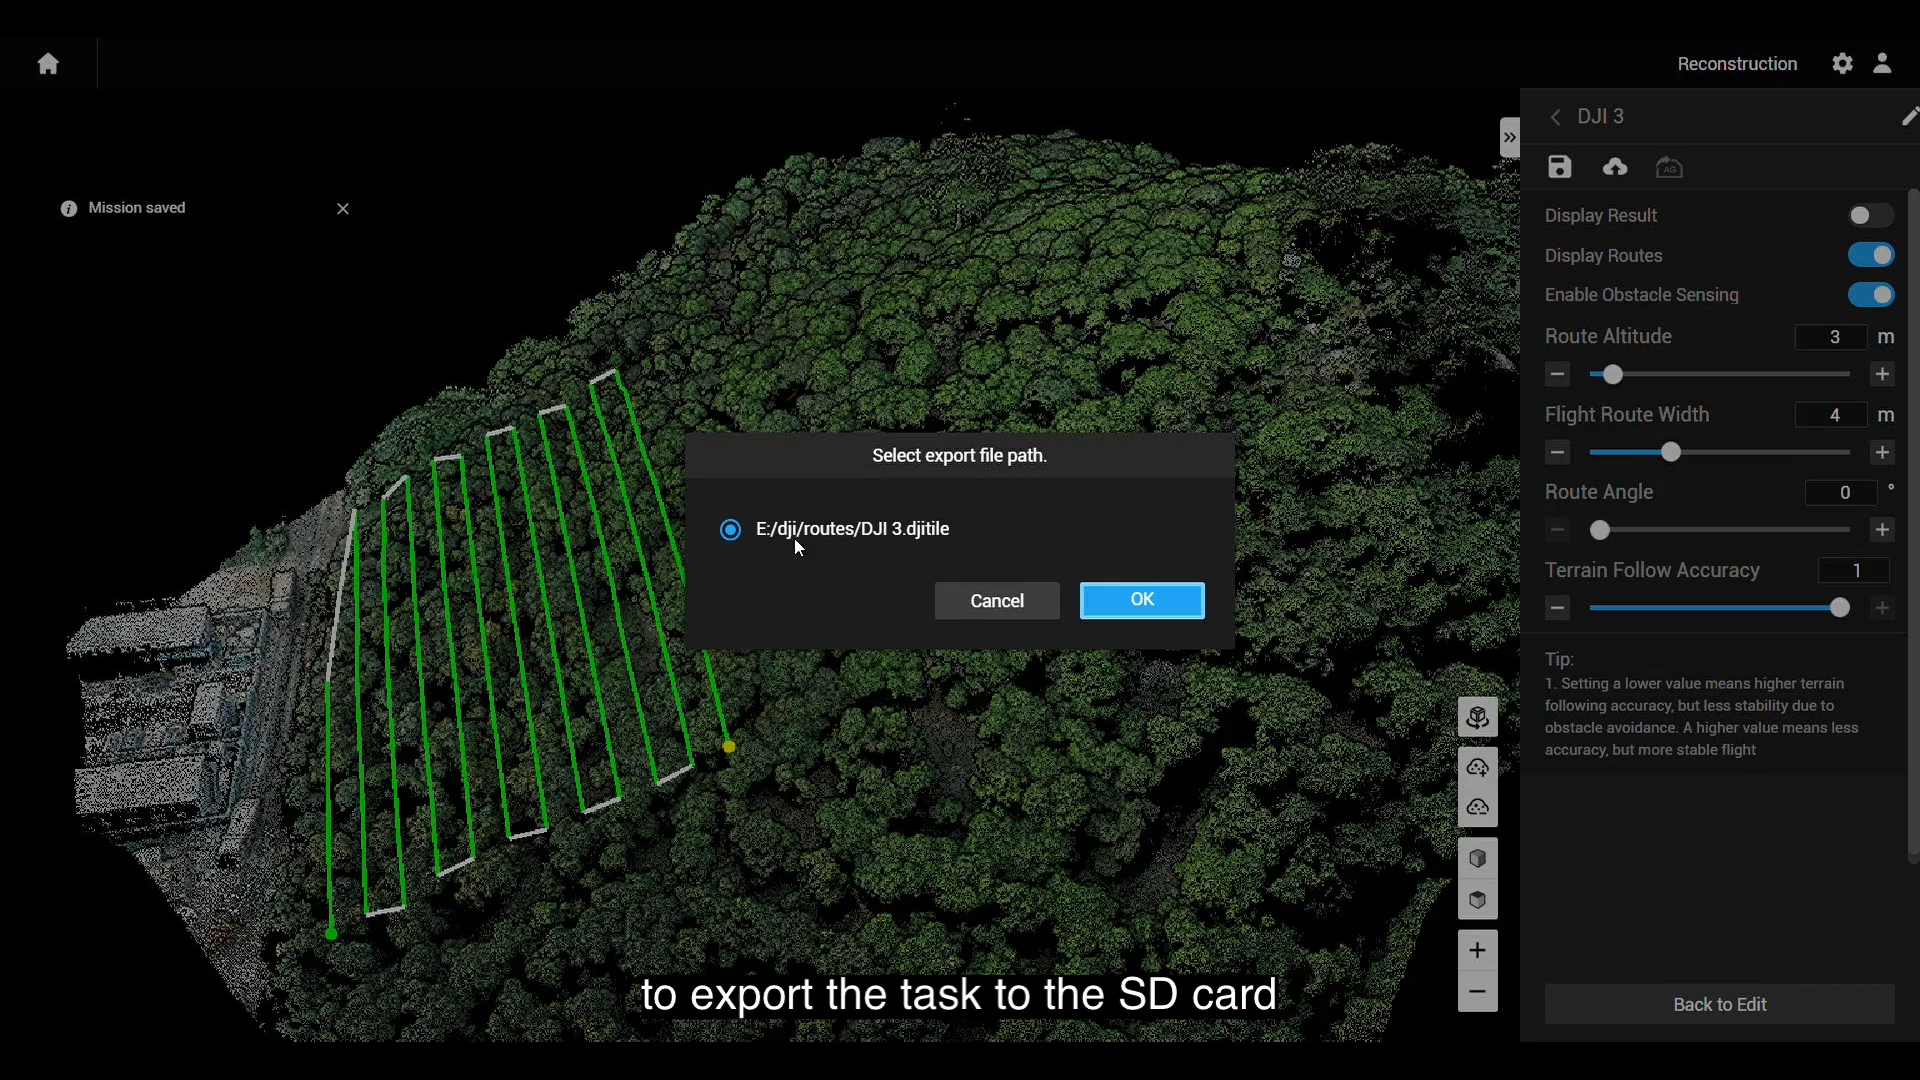 Reconstruction
DJI 3
AG
Mission saved
Display Result
Display Routes
Enable Obstacle Sensing
Route Altitude 3 m
Flight Route Width 4 m
Route Angle 0 °
Terrain Follow Accuracy 1
Tip:
1. Setting a lower value means higher terrain
following accuracy, but less stability due to
obstacle avoidance. A higher value means less
accuracy, but more stable flight
Back to Edit
Select export file path.
E:/dji/routes/DJI 3.djitile
Cancel OK
to export the task to the SD card